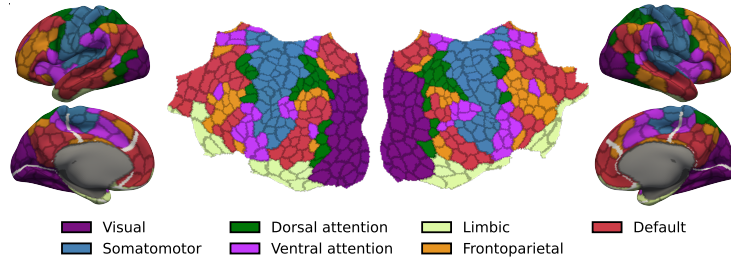 Visual Dorsal attention Limbic Default
Somatomotor Ventral attention Frontoparietal